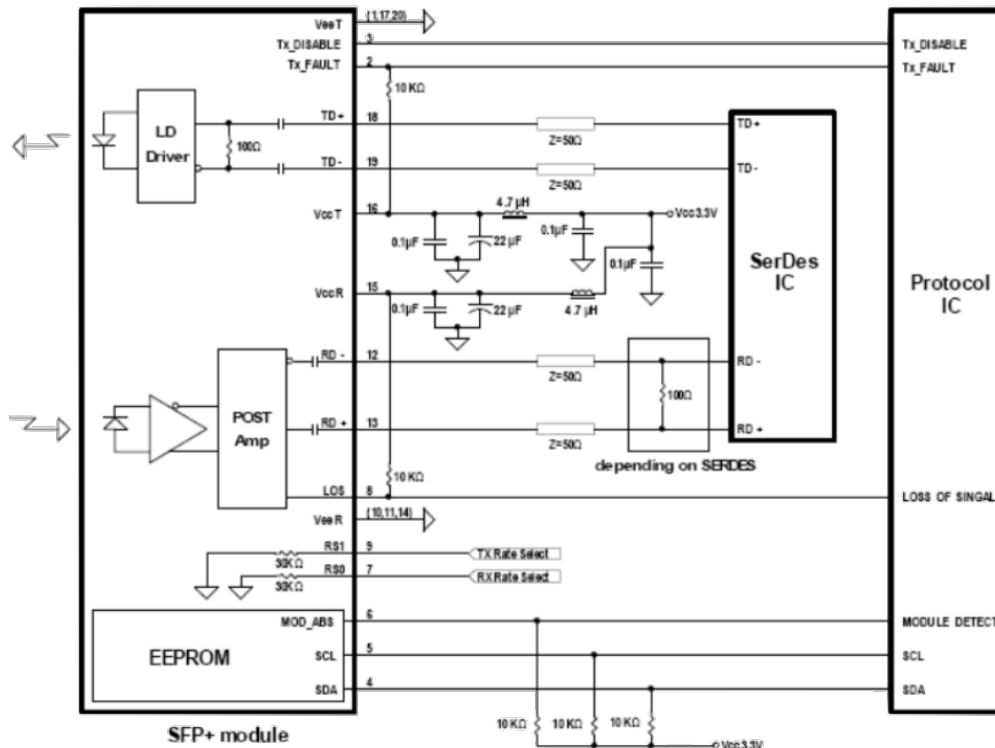 VeeT (1,17,20)
Tx_DISABLE 3 Tx_DISABLE
Tx_FAULT 2 Tx_FAULT
10 KΩ
LD
Driver
100Ω
TD+ 18 TD+
Z=50Ω
TD - 19 TD-
Z=50Ω
VccT 16
4.7 µH
Vcc3.3V
0.1µF 22 µF 0.1µF
0.1µF
VccR 15
0.1µF 22 µF 4.7 µH
SerDes
IC
Protocol
IC
RD - 12 RD -
Z=50Ω
100Ω
POST
Amp
RD + 13 RD +
Z=50Ω
depending on SERDES
10 KΩ
LOS 8 LOSS OF SINGAL
VeeR (10,11,14)
RS1 9 TX Rate Select
30KΩ
RS0 7 RX Rate Select
30KΩ
EEPROM
MOD_ABS 6 MODULE DETECT
SCL 5 SCL
SDA 4 SDA
10 KΩ 10 KΩ 10 KΩ
Vcc3.3V
SFP+ module